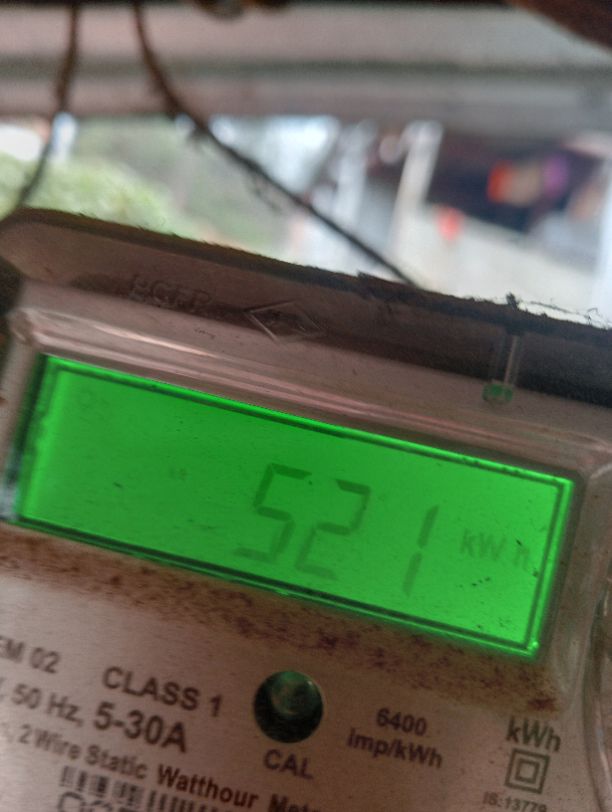 521 kWh
EM 02
CLASS 1
50 Hz, 5-30A
2 Wire Static Watthour
CAL
6400
imp/kWh
kWh